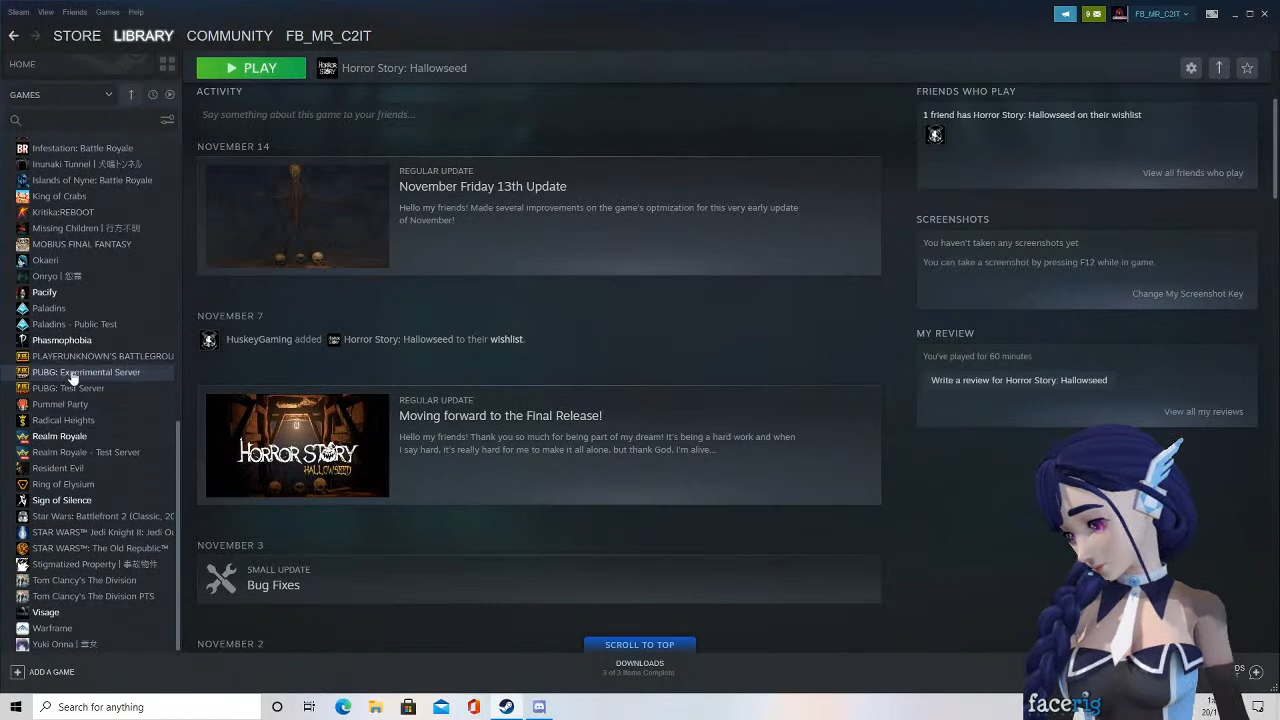 Steam View Friends Games Help
9 FB_MR_C2IT
STORE LIBRARY COMMUNITY FB_MR_C2IT
HOME
PLAY HORROR STORY Horror Story: Hallowseed
GAMES
Infestation: Battle Royale
Inunaki Tunnel | 犬鳴トンネル
Islands of Nyne: Battle Royale
King of Crabs
Kritika:REBOOT
Missing Children | 行方不明
MOBIUS FINAL FANTASY
Okaeri
Onryo | 怨霊
Pacify
Paladins
Paladins - Public Test
Phasmophobia
PLAYERUNKNOWN'S BATTLEGROU
PUBG: Experimental Server
PUBG: Test Server
Pummel Party
Radical Heights
Realm Royale
Realm Royale - Test Server
Resident Evil
Ring of Elysium
Sign of Silence
Star Wars: Battlefront 2 (Classic, 20
STAR WARS™ Jedi Knight II: Jedi Ou
STAR WARS™: The Old Republic™
Stigmatized Property | 事故物件
Tom Clancy's The Division
Tom Clancy's The Division PTS
Visage
Warframe
Yuki Onna | 雪女
ADD A GAME
ACTIVITY
Say something about this game to your friends...
NOVEMBER 14
REGULAR UPDATE
November Friday 13th Update
Hello my friends! Made several improvements on the game's optmization for this very early update
of November!
NOVEMBER 7
HuskeyGaming added Horror Story: Hallowseed to their wishlist.
REGULAR UPDATE
Moving forward to the Final Release!
Hello my friends! Thank you so much for being part of my dream! It's being a hard work and when
I say hard, it's really hard for me to make it all alone, but thank God, I'm alive...
HORROR STORY
HALLOWSEED
NOVEMBER 3
SMALL UPDATE
Bug Fixes
NOVEMBER 2
SCROLL TO TOP
DOWNLOADS
3 of 3 Items Complete
FRIENDS WHO PLAY
1 friend has Horror Story: Hallowseed on their wishlist
View all friends who play
SCREENSHOTS
You haven't taken any screenshots yet
You can take a screenshot by pressing F12 while in game.
Change My Screenshot Key
MY REVIEW
You've played for 60 minutes
Write a review for Horror Story: Hallowseed
View all my reviews
facerig
Search for anything